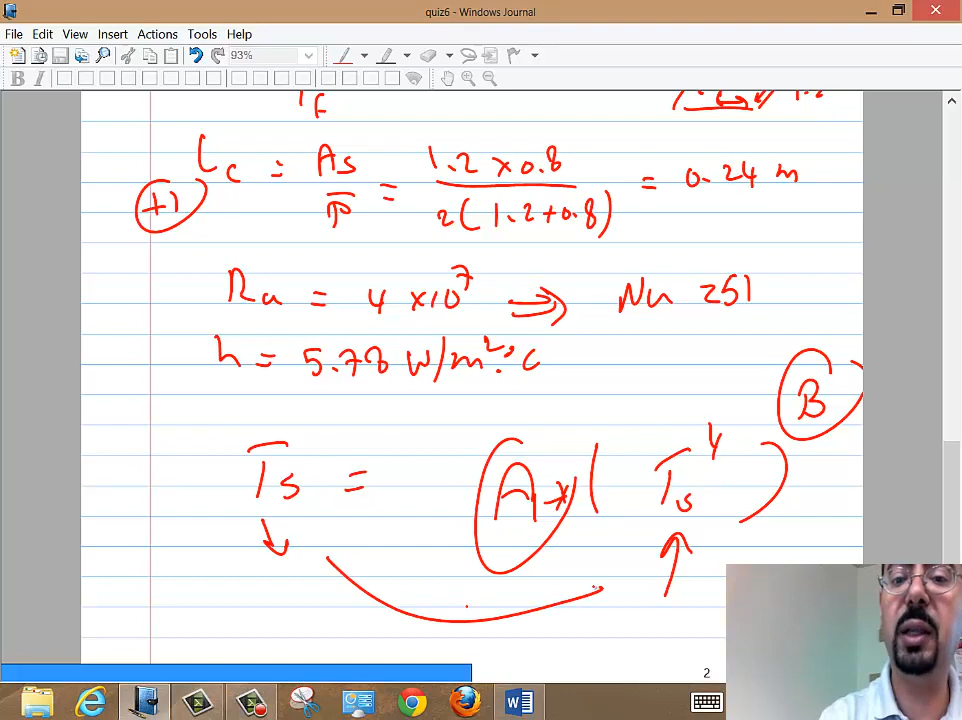 quiz6 - Windows Journal
File Edit View Insert Actions Tools Help
93%
B I
T F
1.2
Lc = As / P = 1.2 x 0.8 / 2(1.2+0.8) = 0.24 m
+1
Ra = 4 x10^7 ⇒ Nu 251
h = 5.78 W/m².°C
B
Ts = A * ( Ts^4 )
2